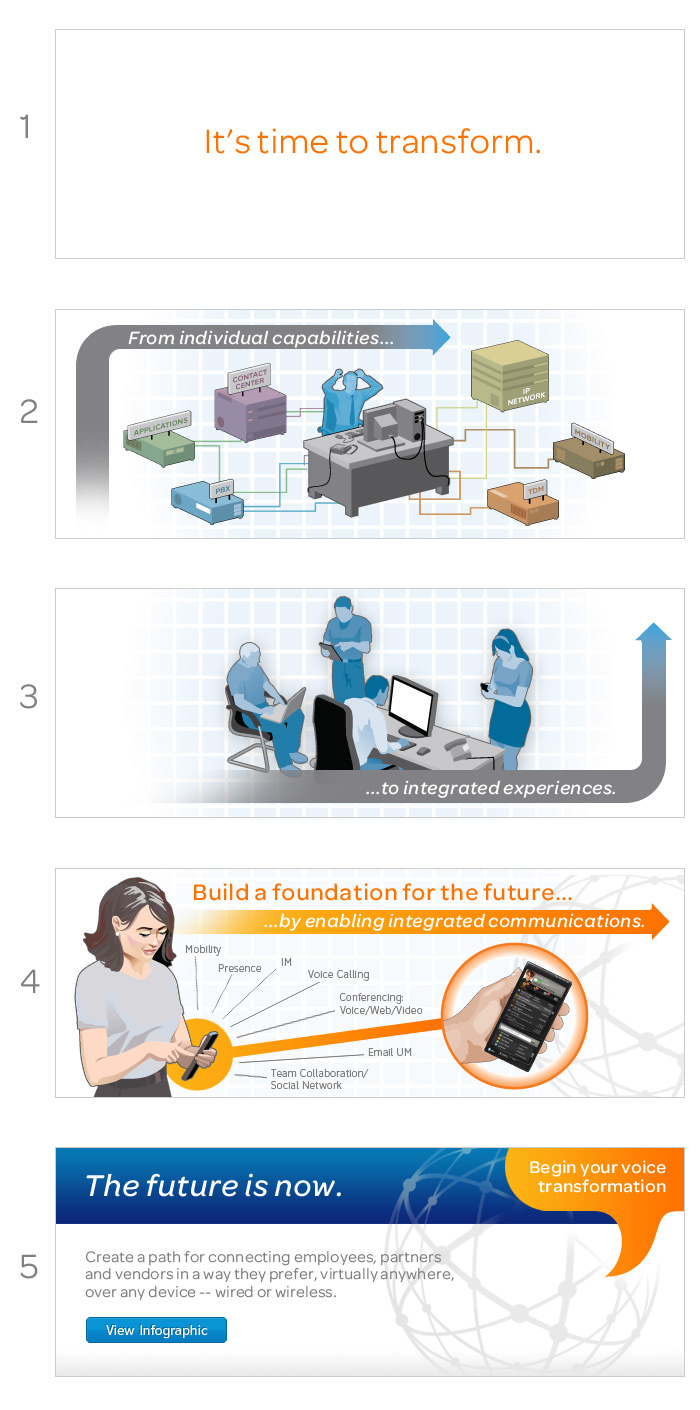 1
It's time to transform.
2
From individual capabilities...
CONTACT
CENTER
APPLICATIONS
PBX
IP
NETWORK
MOBILITY
TDM
3
...to integrated experiences.
4
Build a foundation for the future...
...by enabling integrated communications.
Mobility
Presence
IM
Voice Calling
Conferencing:
Voice/Web/Video
Email UM
Team Collaboration/
Social Network
5
The future is now.
Begin your voice
transformation
Create a path for connecting employees, partners
and vendors in a way they prefer, virtually anywhere,
over any device -- wired or wireless.
View Infographic